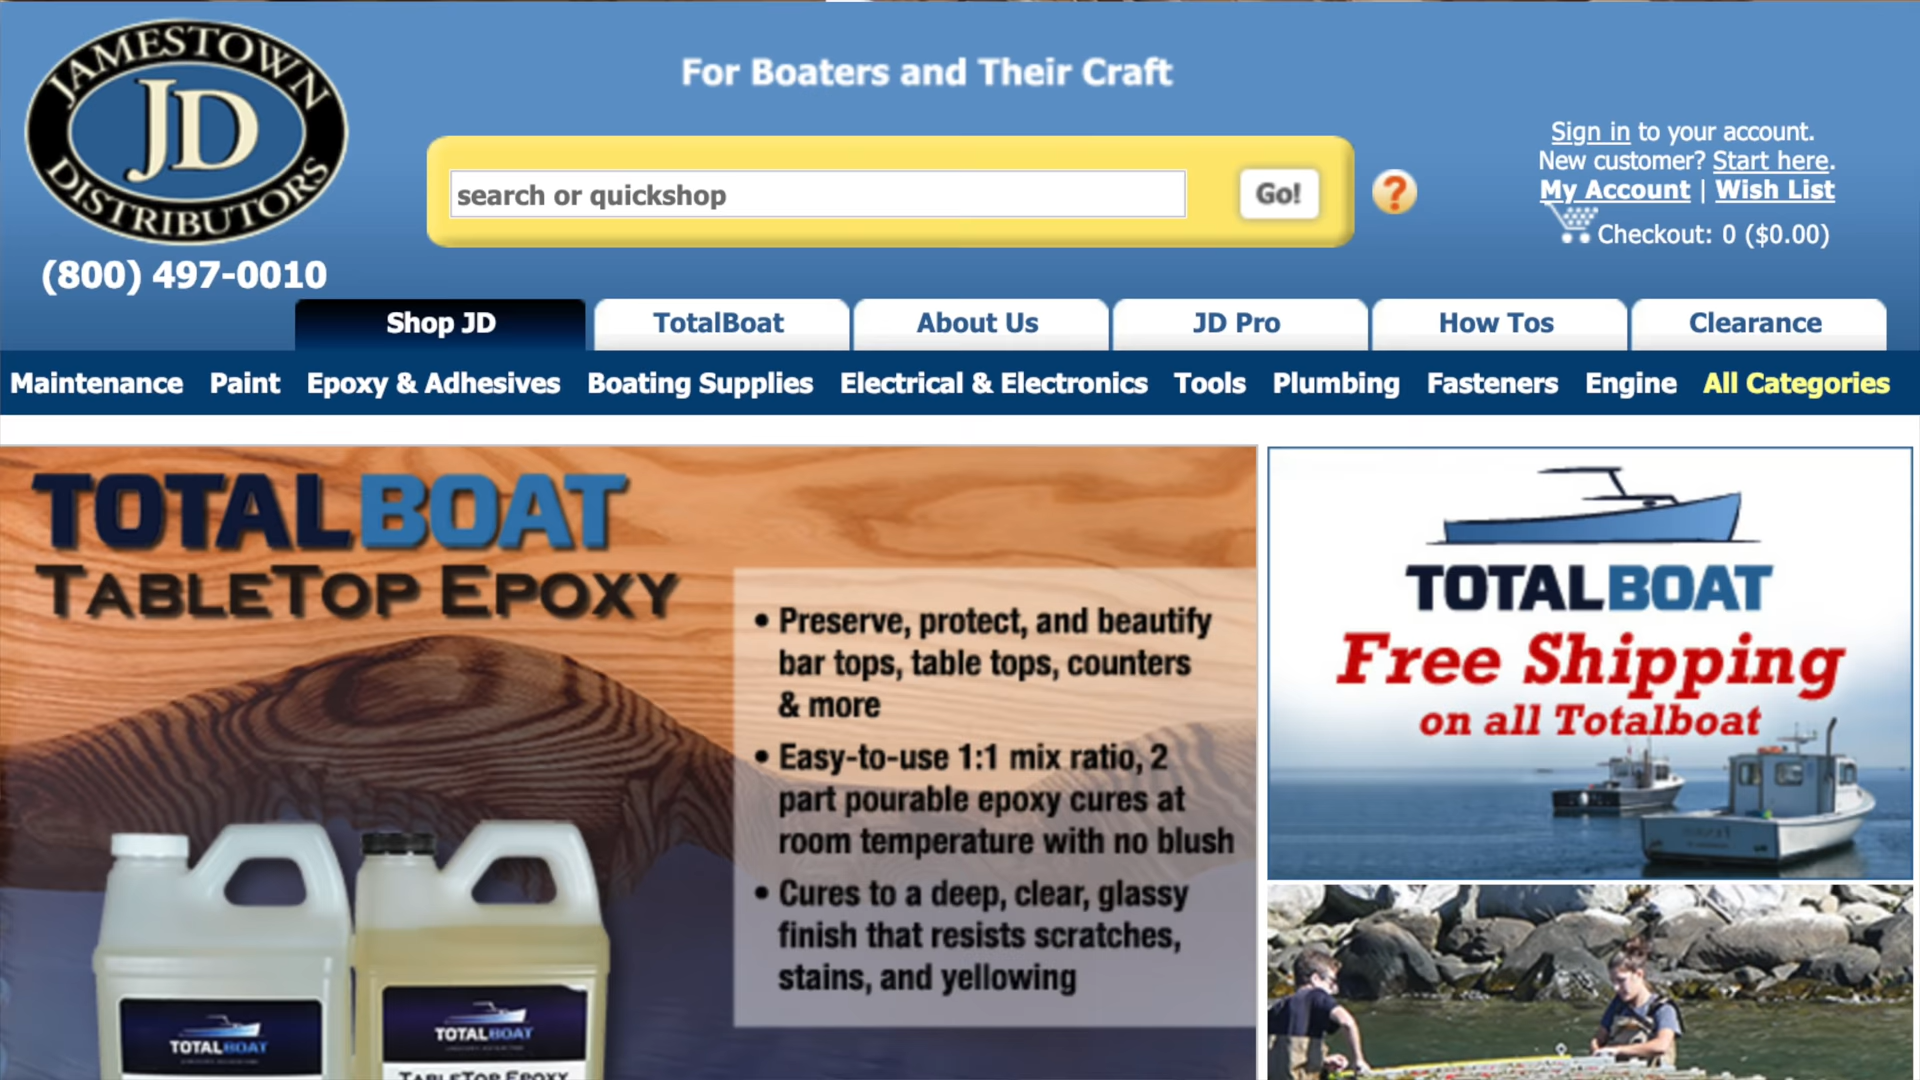 JAMESTOWN
JD
DISTRIBUTORS
(800) 497-0010
For Boaters and Their Craft
search or quickshop
Go!
?
Sign in to your account.
New customer? Start here.
My Account | Wish List
Checkout: 0 ($0.00)
Shop JD
TotalBoat
About Us
JD Pro
How Tos
Clearance
Maintenance Paint Epoxy & Adhesives Boating Supplies Electrical & Electronics Tools Plumbing Fasteners Engine All Categories
TOTALBOAT
TABLETOP EPOXY
• Preserve, protect, and beautify
bar tops, table tops, counters
& more
• Easy-to-use 1:1 mix ratio, 2
part pourable epoxy cures at
room temperature with no blush
• Cures to a deep, clear, glassy
finish that resists scratches,
stains, and yellowing
TOTALBOAT
TOTALBOAT
TABLETOP EPOXY
TOTALBOAT
Free Shipping
on all Totalboat